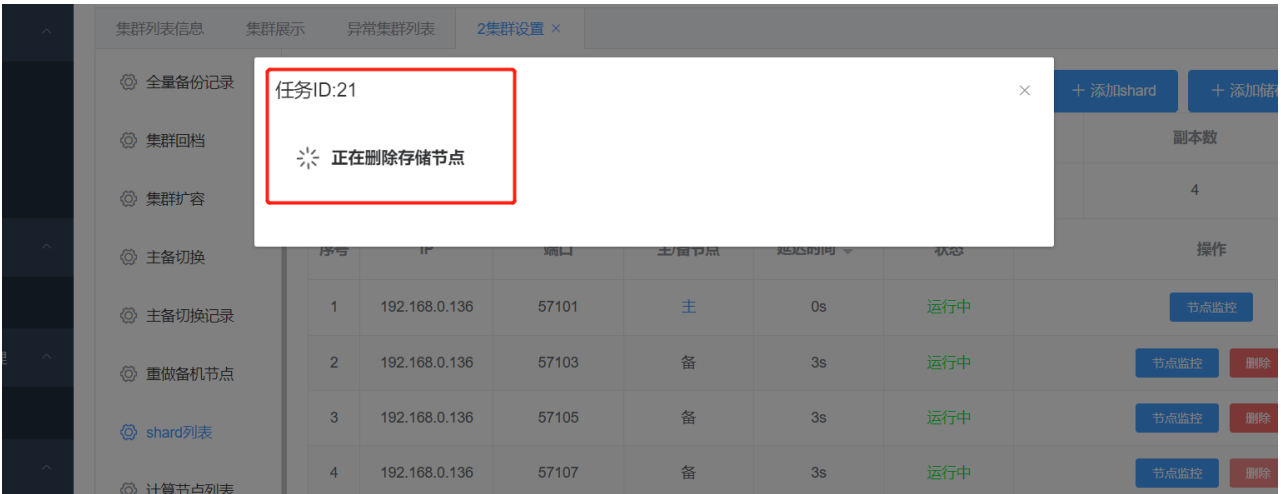 集群列表信息 集群展示 异常集群列表 2集群设置 ×
全量备份记录
集群回档
集群扩容
主备切换
主备切换记录
重做备机节点
shard列表
计算节点列表
任务ID:21 ×
正在删除存储节点
+ 添加shard + 添加储
副本数
4
序号 IP 端口 主/备节点 延迟时间 状态 操作
1 192.168.0.136 57101 主 0s 运行中 节点监控
2 192.168.0.136 57103 备 3s 运行中 节点监控 删除
3 192.168.0.136 57105 备 3s 运行中 节点监控 删除
4 192.168.0.136 57107 备 3s 运行中 节点监控 删除